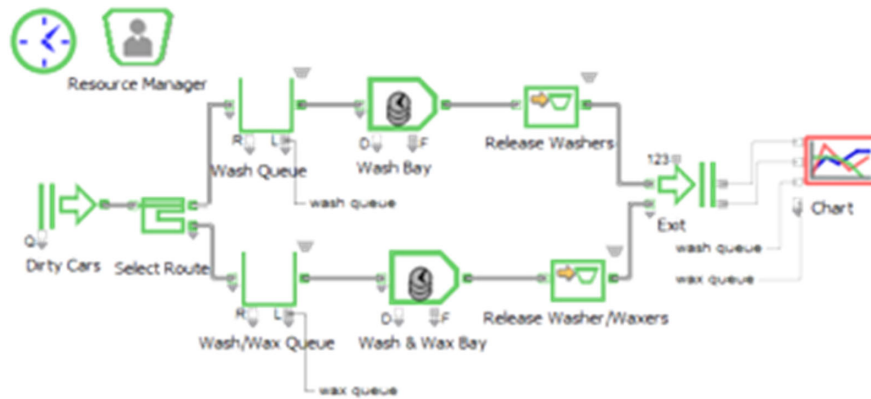 Resource Manager
R L
Wash Queue
wash queue
D F
Wash Bay
Release Washers
123
Exit
Chart
wash queue
wax queue
Q
Dirty Cars
Select Route
R L
Wash/Wax Queue
wax queue
D F
Wash & Wax Bay
Release Washer/Waxers